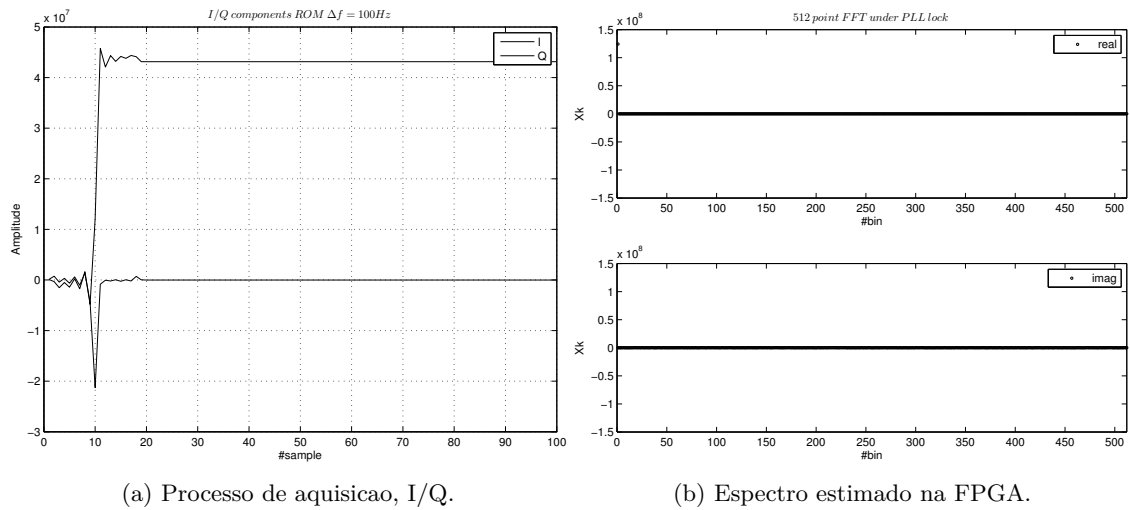 I/Q components ROM Δf = 100Hz
x 10^7
5
4
3
2
1
0
−1
−2
−3
Amplitude
0 10 20 30 40 50 60 70 80 90 100
#sample
I
Q
(a) Processo de aquisicao, I/Q.
512 point FFT under PLL lock
x 10^8
1.5
1
0.5
0
−0.5
−1
−1.5
Xk
0 50 100 150 200 250 300 350 400 450 500
#bin
real
x 10^8
1.5
1
0.5
0
−0.5
−1
−1.5
Xk
0 50 100 150 200 250 300 350 400 450 500
#bin
imag
(b) Espectro estimado na FPGA.